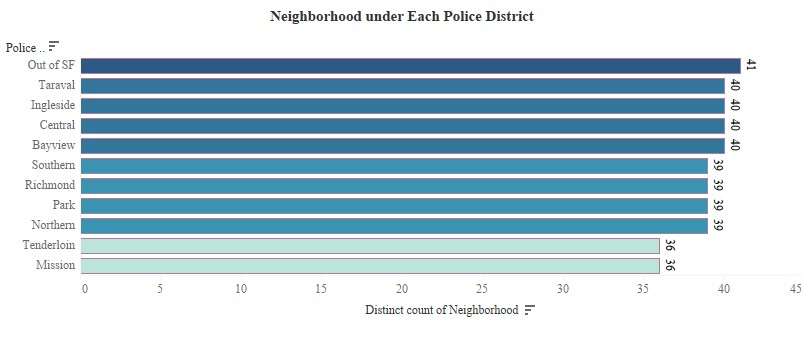 Neighborhood under Each Police District
Police ..
Out of SF 41
Taraval 40
Ingleside 40
Central 40
Bayview 40
Southern 39
Richmond 39
Park 39
Northern 39
Tenderloin 36
Mission 36
0 5 10 15 20 25 30 35 40 45
Distinct count of Neighborhood